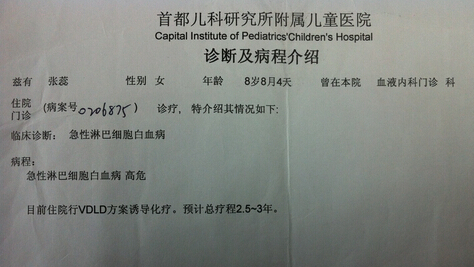 首都儿科研究所附属儿童医院
Capital Institute of Pediatrics'Children's Hospital
诊断及病程介绍
兹有 张蕊 性别 女 年龄 8岁8月4天 曾在本院 血液内科门诊 科
住院
门诊 (病案号0206875) 诊疗，特介绍其情况如下:
临床诊断: 急性淋巴细胞白血病
病程:
急性淋巴细胞白血病 高危
目前住院行VDLD方案诱导化疗。预计总疗程2.5~3年。